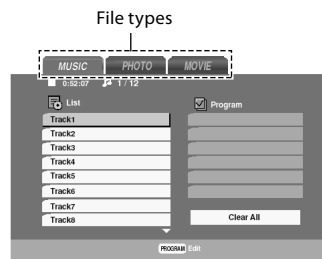 File types
MUSIC PHOTO MOVIE
0:52:07 1 / 12
List
Program
Track1
Track2
Track3
Track4
Track5
Track6
Track7
Track8
Clear All
PROGRAM Edit